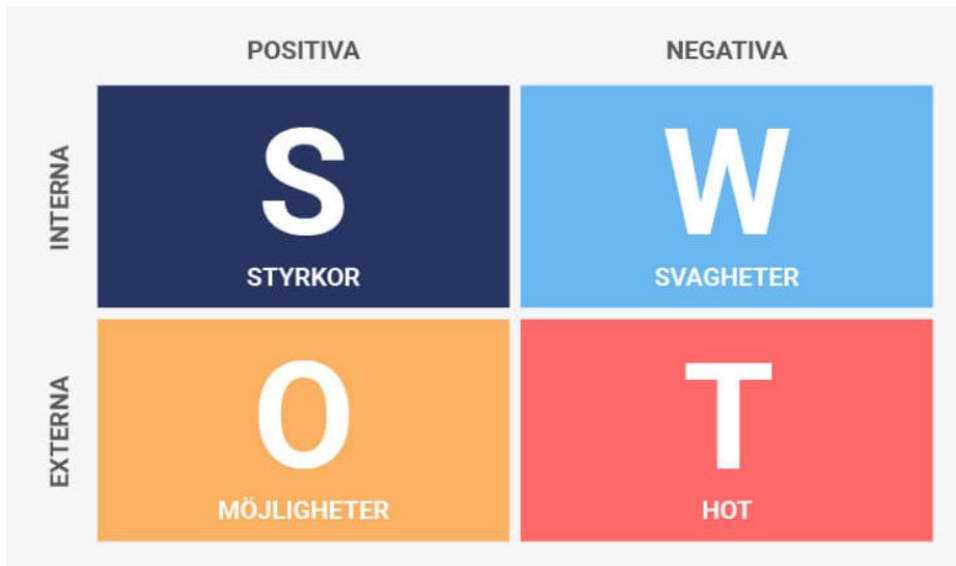 POSITIVA
NEGATIVA
INTERNA
S
STYRKOR
W
SVAGHETER
EXTERNA
O
MÖJLIGHETER
T
HOT